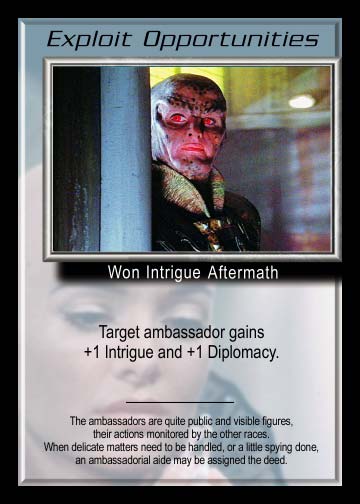 Exploit Opportunities
Won Intrigue Aftermath
Target ambassador gains
+1 Intrigue and +1 Diplomacy.
The ambassadors are quite public and visible figures,
their actions monitored by the other races.
When delicate matters need to be handled, or a little spying done,
an ambassadorial aide may be assigned the deed.